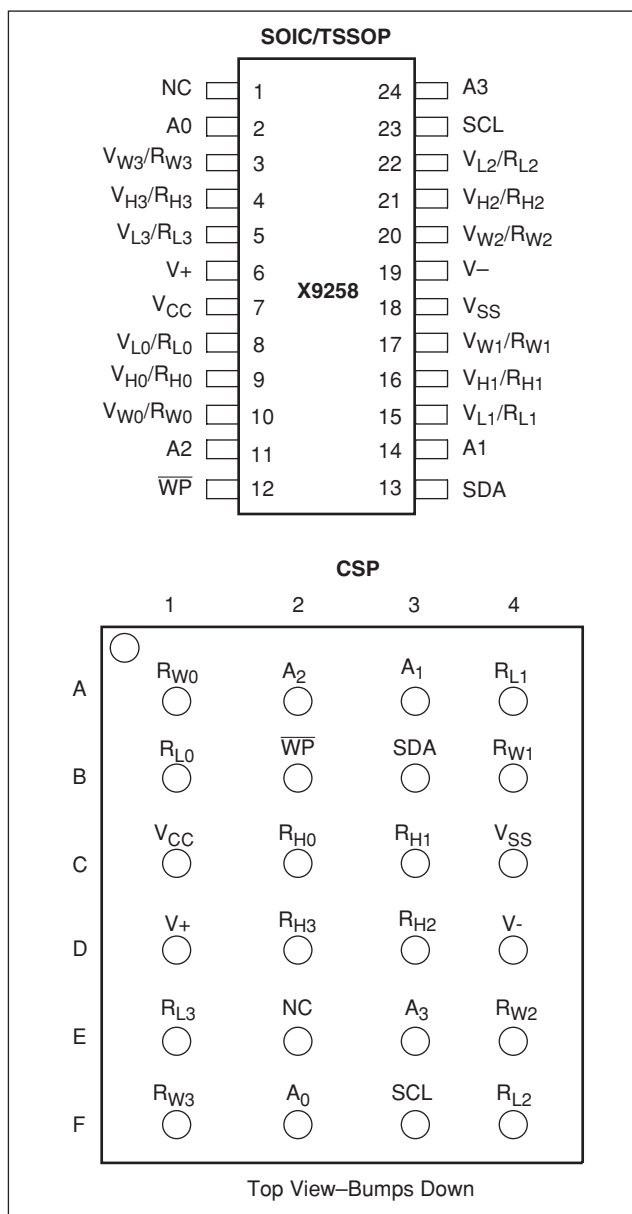 SOIC/TSSOP
NC 1 24 A3
A0 2 23 SCL
VW3/RW3 3 22 VL2/RL2
VH3/RH3 4 21 VH2/RH2
VL3/RL3 5 20 VW2/RW2
V+ 6 19 V–
X9258
VCC 7 18 VSS
VL0/RL0 8 17 VW1/RW1
VH0/RH0 9 16 VH1/RH1
VW0/RW0 10 15 VL1/RL1
A2 11 14 A1
WP 12 13 SDA
CSP
1 2 3 4
A RW0 A2 A1 RL1
B RL0 WP SDA RW1
C VCC RH0 RH1 VSS
D V+ RH3 RH2 V-
E RL3 NC A3 RW2
F RW3 A0 SCL RL2
Top View–Bumps Down